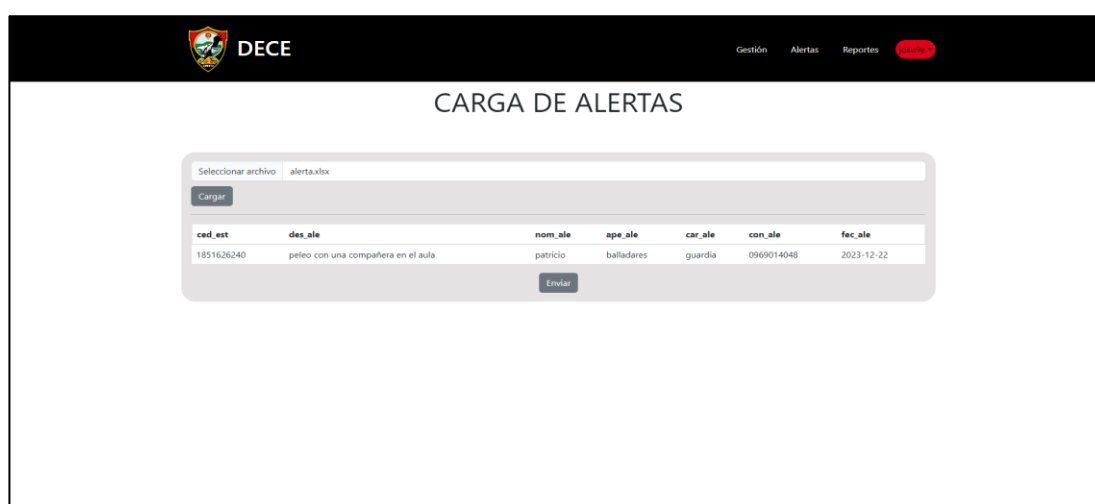 DECE
Gestión Alertas Reportes josune
CARGA DE ALERTAS
Seleccionar archivo alerta.xlsx
Cargar
ced_est des_ale nom_ale ape_ale car_ale con_ale fec_ale
1851626240 peleo con una compañera en el aula patricio balladares guardia 0969014048 2023-12-22
Enviar